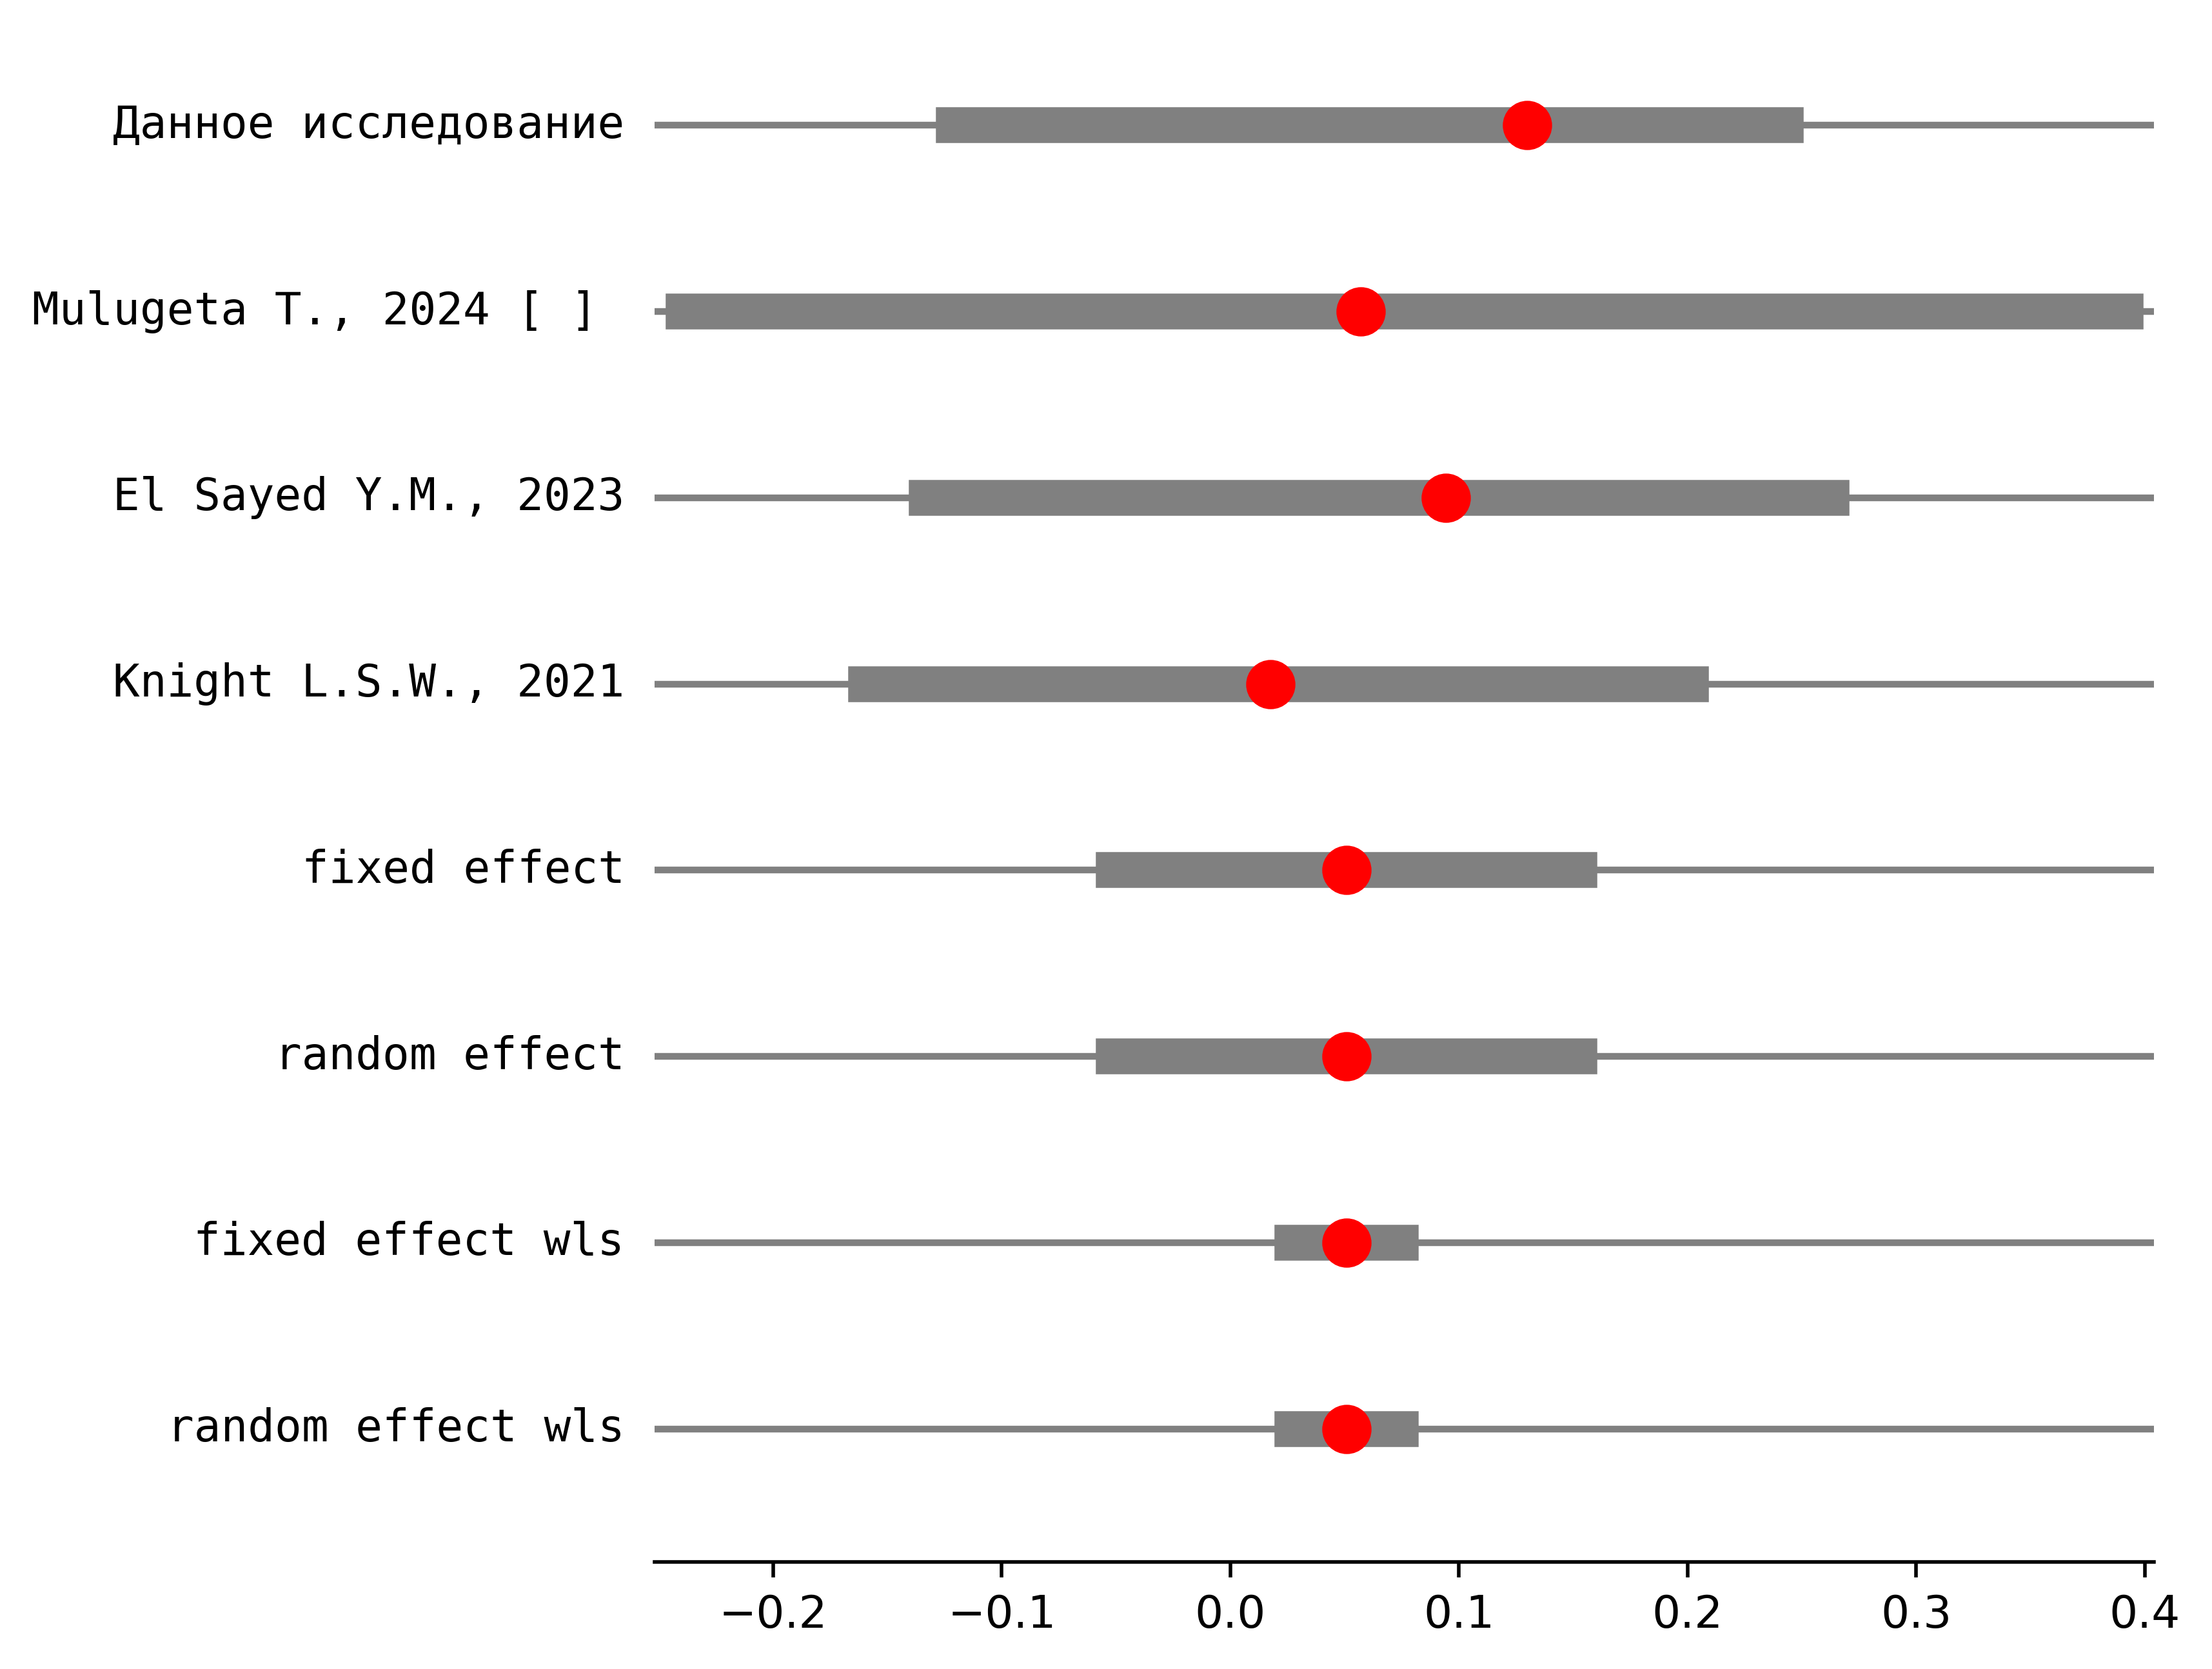 Данное исследование
Mulugeta T., 2024 [ ]
El Sayed Y.M., 2023
Knight L.S.W., 2021
fixed effect
random effect
fixed effect wls
random effect wls
−0.2 −0.1 0.0 0.1 0.2 0.3 0.4